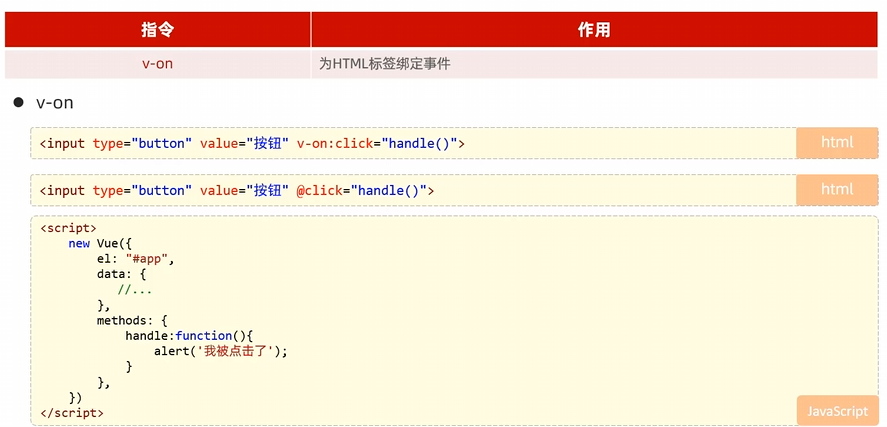 指令 作用
v-on 为HTML标签绑定事件
● v-on
<input type="button" value="按钮" v-on:click="handle()"> html
<input type="button" value="按钮" @click="handle()"> html
<script>
    new Vue({
        el: "#app",
        data: {
           //...
        },
        methods: {
            handle:function(){
                alert('我被点击了');
            }
        },
    })
</script>
JavaScript